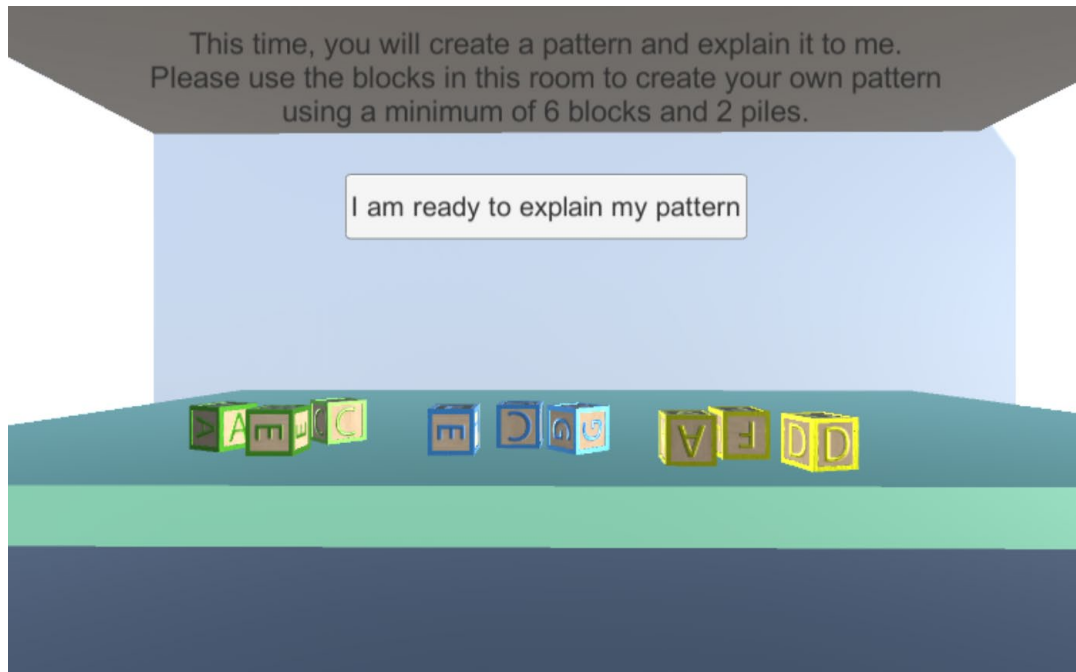 This time, you will create a pattern and explain it to me.
Please use the blocks in this room to create your own pattern
using a minimum of 6 blocks and 2 piles.
I am ready to explain my pattern
A A E E C C E C G G A F D D